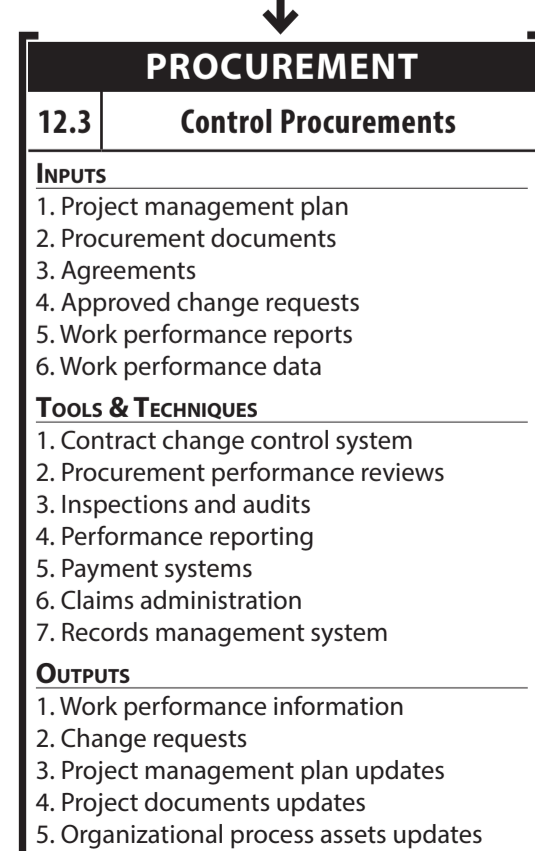 PROCUREMENT
12.3 Control Procurements
INPUTS
1. Project management plan
2. Procurement documents
3. Agreements
4. Approved change requests
5. Work performance reports
6. Work performance data
TOOLS & TECHNIQUES
1. Contract change control system
2. Procurement performance reviews
3. Inspections and audits
4. Performance reporting
5. Payment systems
6. Claims administration
7. Records management system
OUTPUTS
1. Work performance information
2. Change requests
3. Project management plan updates
4. Project documents updates
5. Organizational process assets updates